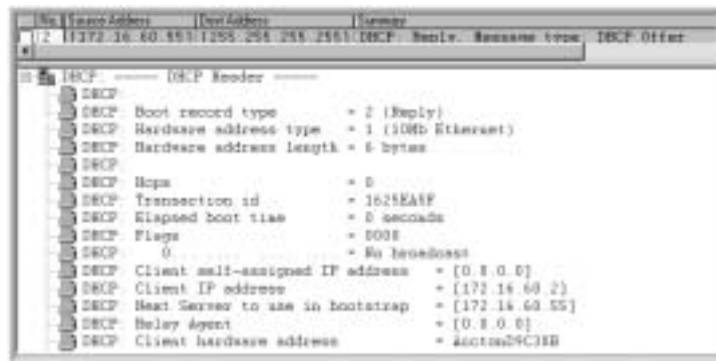 No. Source Address Dest Address Summary
2 [172.16.60.55] [255.255.255.255] DHCP: Reply, Message type: DHCP Offer
DHCP: ----- DHCP Header -----
DHCP:
DHCP: Boot record type = 2 (Reply)
DHCP: Hardware address type = 1 (10Mb Ethernet)
DHCP: Hardware address length = 6 bytes
DHCP:
DHCP: Hops = 0
DHCP: Transaction id = 1625EA5F
DHCP: Elapsed boot time = 0 seconds
DHCP: Flags = 0000
DHCP: 0... .... .... .... = No broadcast
DHCP: Client self-assigned IP address = [0.0.0.0]
DHCP: Client IP address = [172.16.60.2]
DHCP: Next Server to use in bootstrap = [172.16.60.55]
DHCP: Relay Agent = [0.0.0.0]
DHCP: Client hardware address =